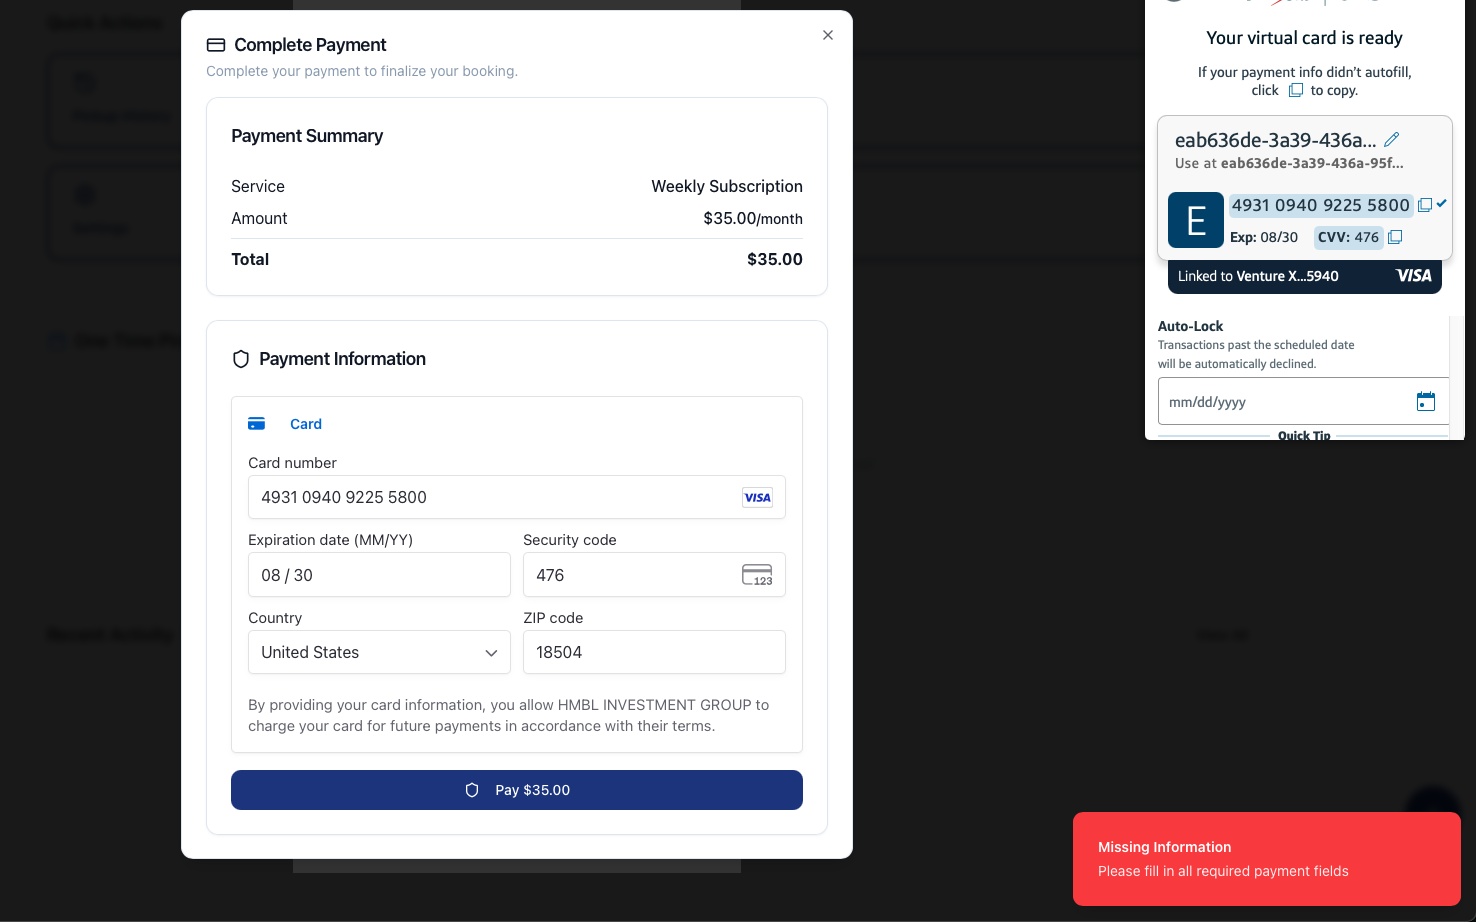 Complete Payment
Complete your payment to finalize your booking.
Payment Summary
Service Weekly Subscription
Amount $35.00/month
Total $35.00
Payment Information
Card
Card number
4931 0940 9225 5800 VISA
Expiration date (MM/YY) Security code
08 / 30 476 123
Country ZIP code
United States 18504
By providing your card information, you allow HMBL INVESTMENT GROUP to
charge your card for future payments in accordance with their terms.
Pay $35.00
Your virtual card is ready
If your payment info didn’t autofill,
click to copy.
eab636de-3a39-436a...
Use at eab636de-3a39-436a-95f...
E
4931 0940 9225 5800
Exp: 08/30 CVV: 476
Linked to Venture X...5940 VISA
Auto-Lock
Transactions past the scheduled date
will be automatically declined.
mm/dd/yyyy
Quick Tip
Missing Information
Please fill in all required payment fields